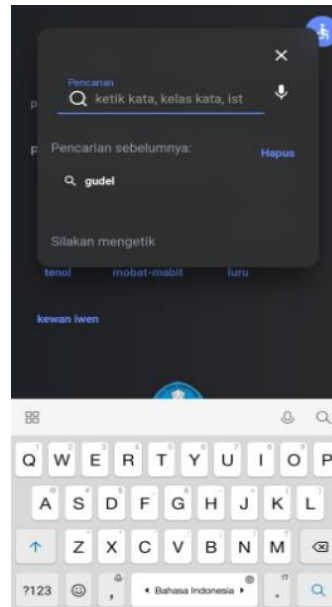 Pencarian
ketik kata, kelas kata, ist
Pencarian sebelumnya:
Hapus
gudel
Silakan mengetik
tenol mobat-mabit luru
kewan iwen
Q W E R T Y U I O P
A S D F G H J K L
Z X C V B N M
?123 , Bahasa Indonesia .